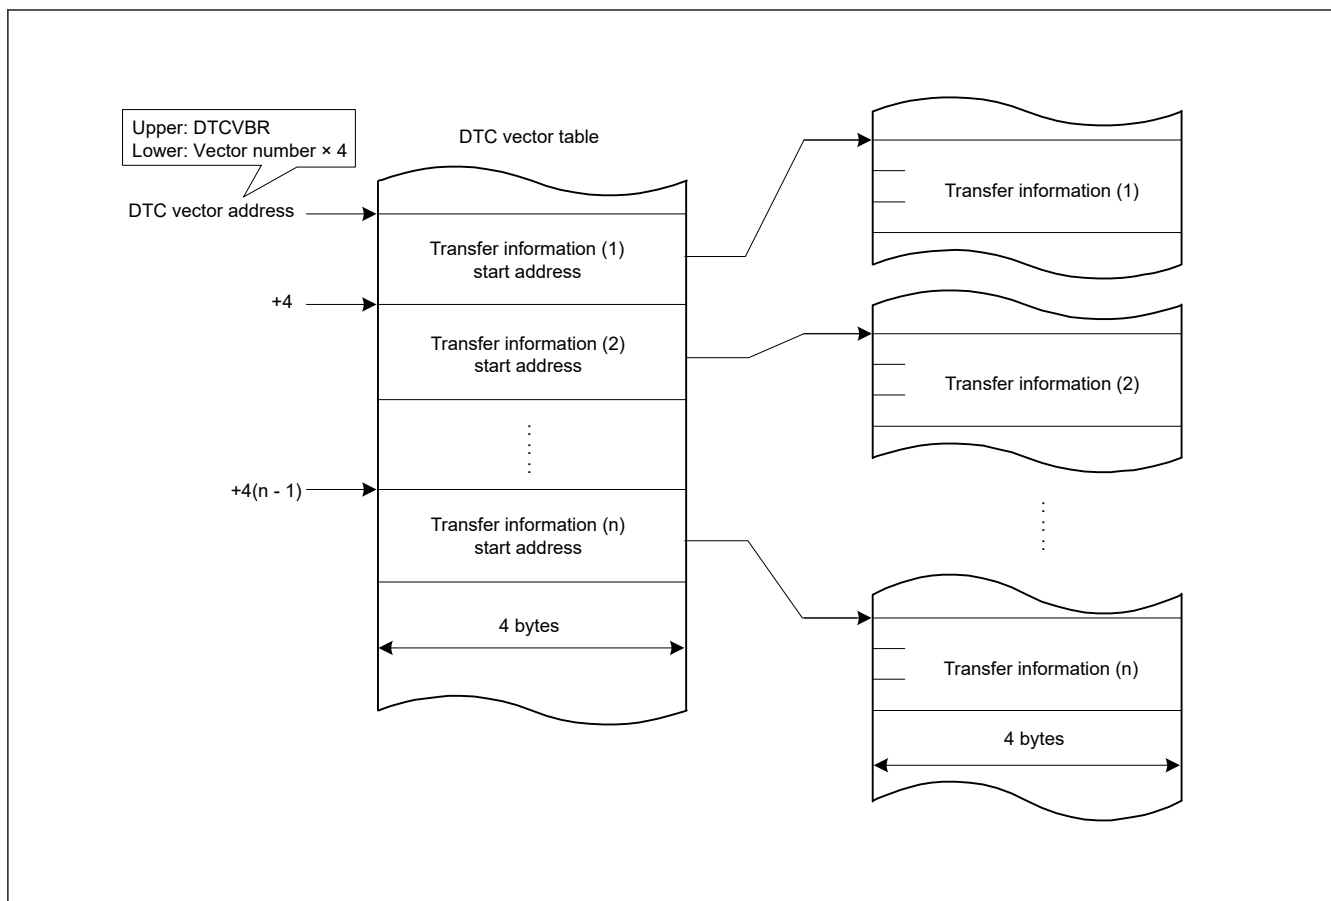 Upper: DTCVBR
Lower: Vector number × 4
DTC vector table
DTC vector address
Transfer information (1)
start address
+4
Transfer information (2)
start address
+4(n - 1)
Transfer information (n)
start address
4 bytes
Transfer information (1)
Transfer information (2)
Transfer information (n)
4 bytes